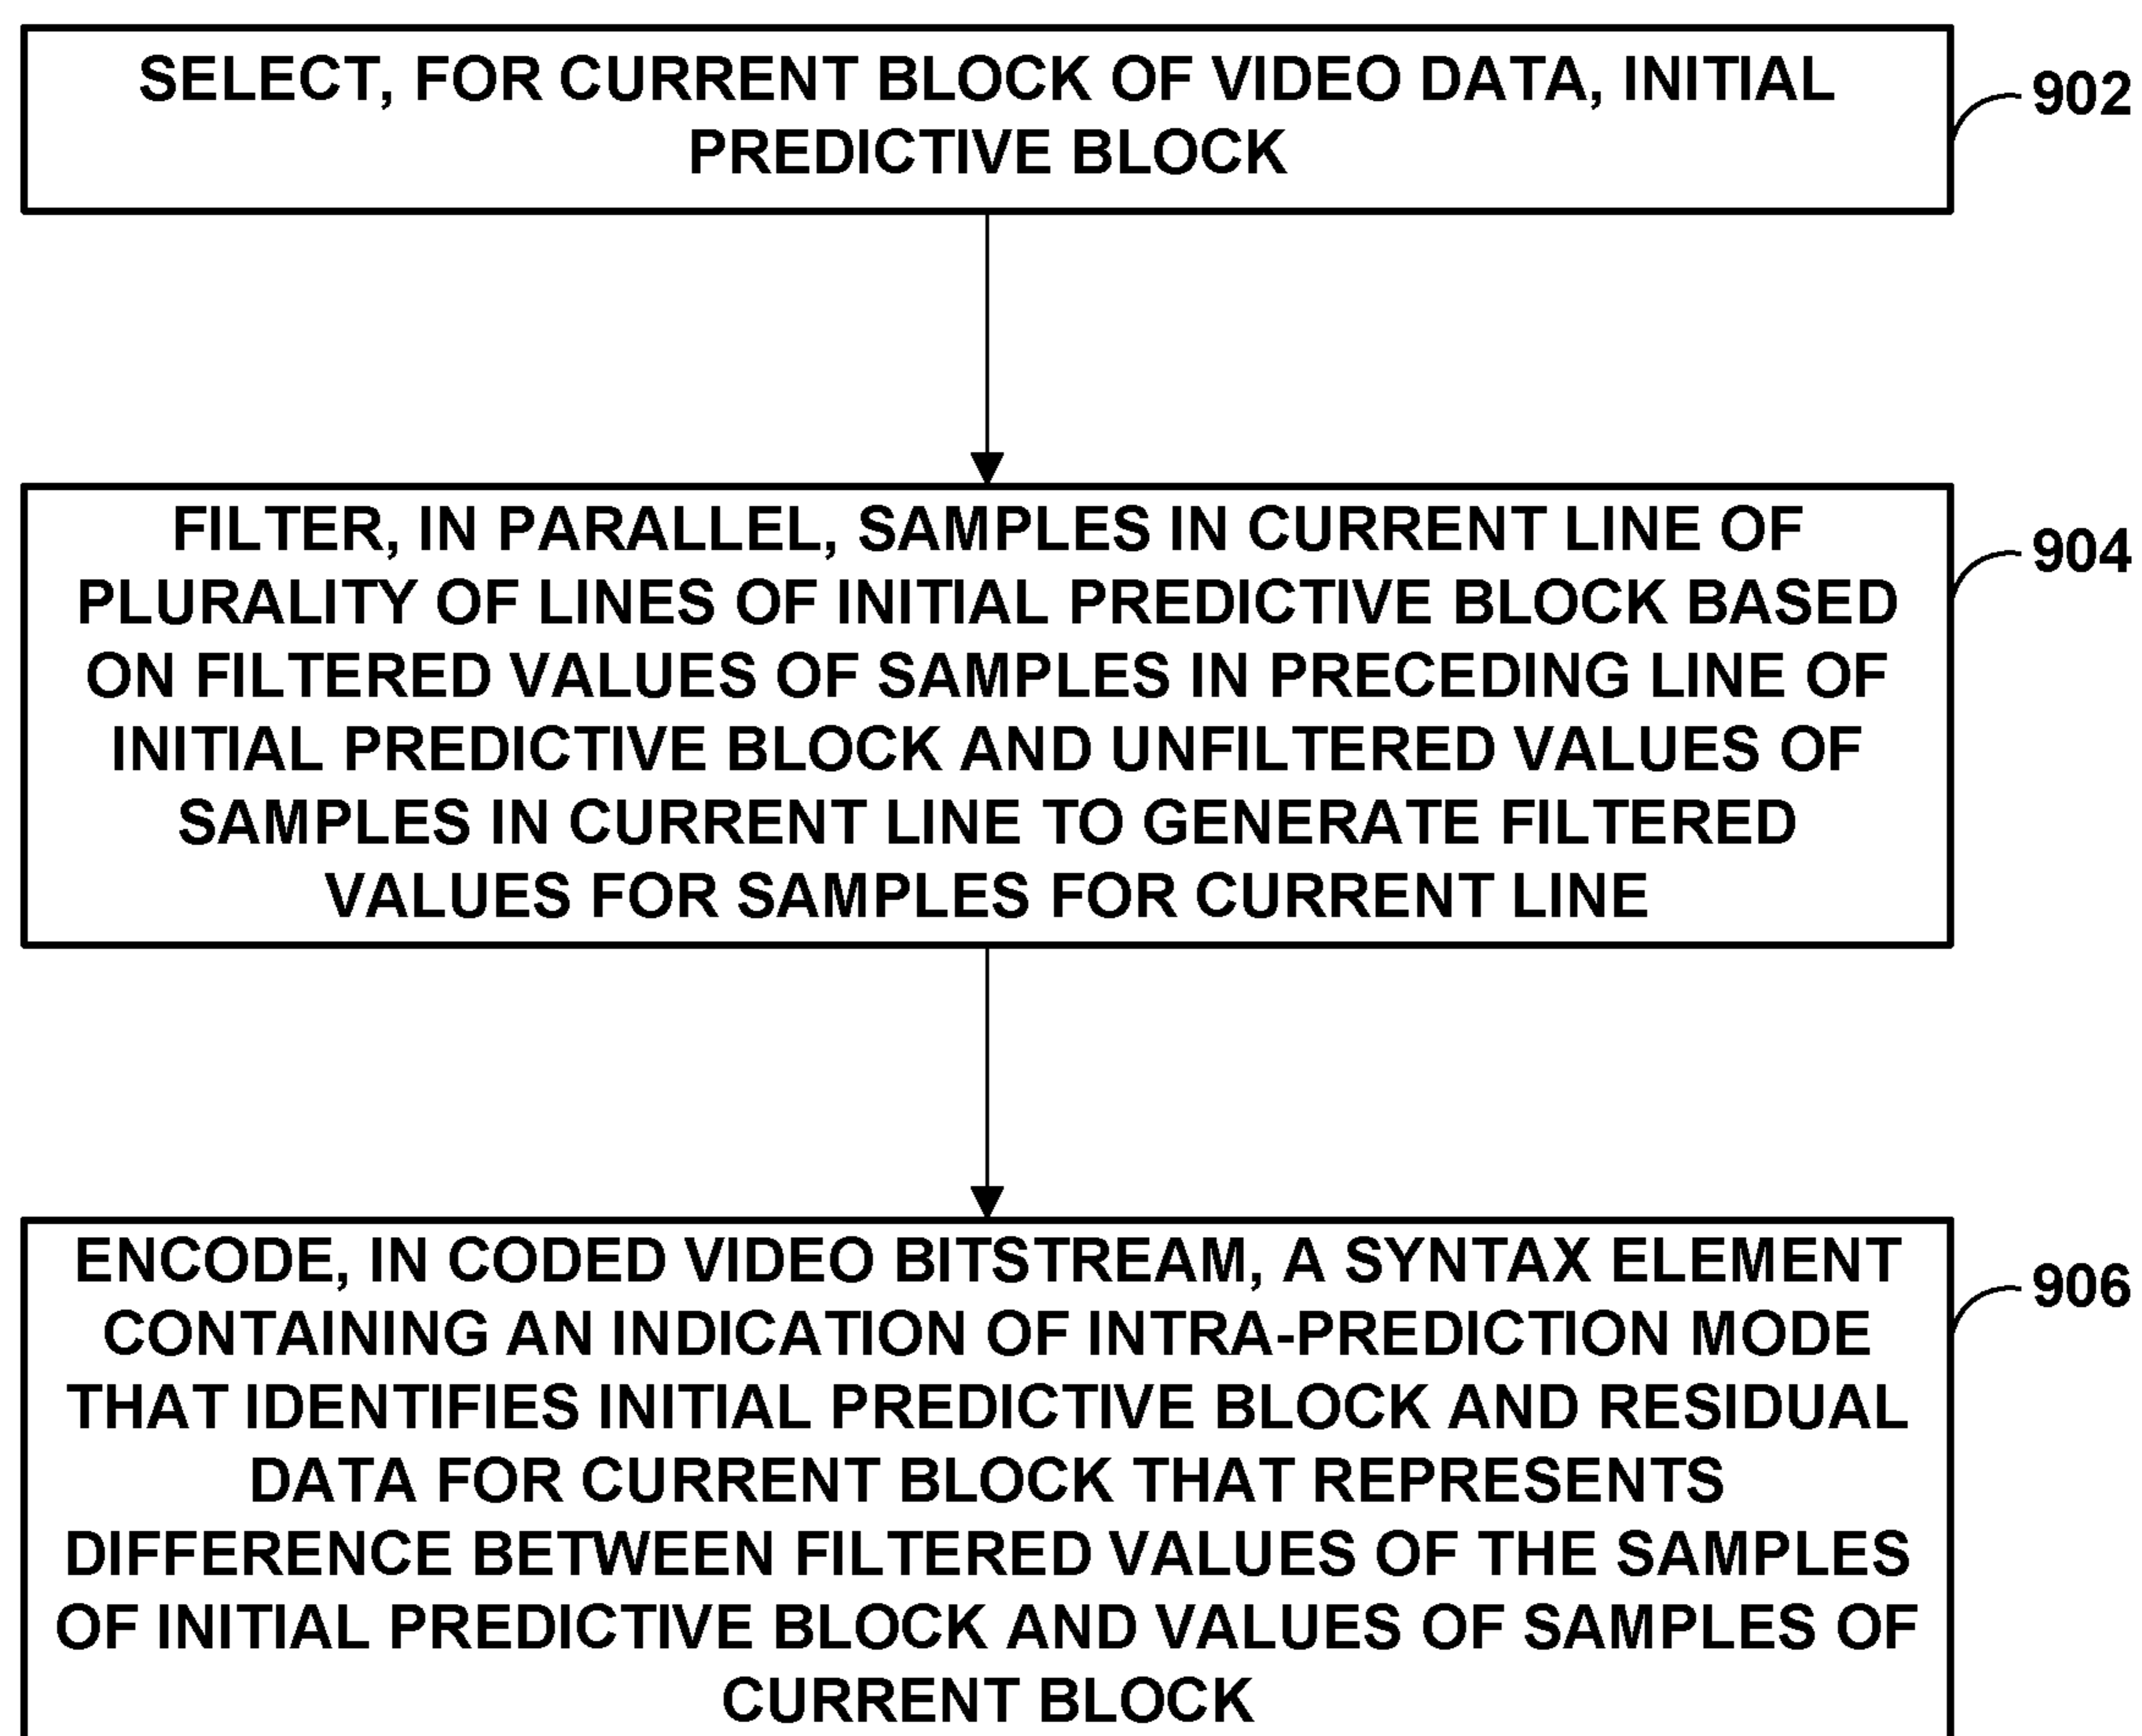 SELECT, FOR CURRENT BLOCK OF VIDEO DATA, INITIAL
PREDICTIVE BLOCK
902
FILTER, IN PARALLEL, SAMPLES IN CURRENT LINE OF
PLURALITY OF LINES OF INITIAL PREDICTIVE BLOCK BASED
ON FILTERED VALUES OF SAMPLES IN PRECEDING LINE OF
INITIAL PREDICTIVE BLOCK AND UNFILTERED VALUES OF
SAMPLES IN CURRENT LINE TO GENERATE FILTERED
VALUES FOR SAMPLES FOR CURRENT LINE
904
ENCODE, IN CODED VIDEO BITSTREAM, A SYNTAX ELEMENT
CONTAINING AN INDICATION OF INTRA-PREDICTION MODE
THAT IDENTIFIES INITIAL PREDICTIVE BLOCK AND RESIDUAL
DATA FOR CURRENT BLOCK THAT REPRESENTS
DIFFERENCE BETWEEN FILTERED VALUES OF THE SAMPLES
OF INITIAL PREDICTIVE BLOCK AND VALUES OF SAMPLES OF
CURRENT BLOCK
906